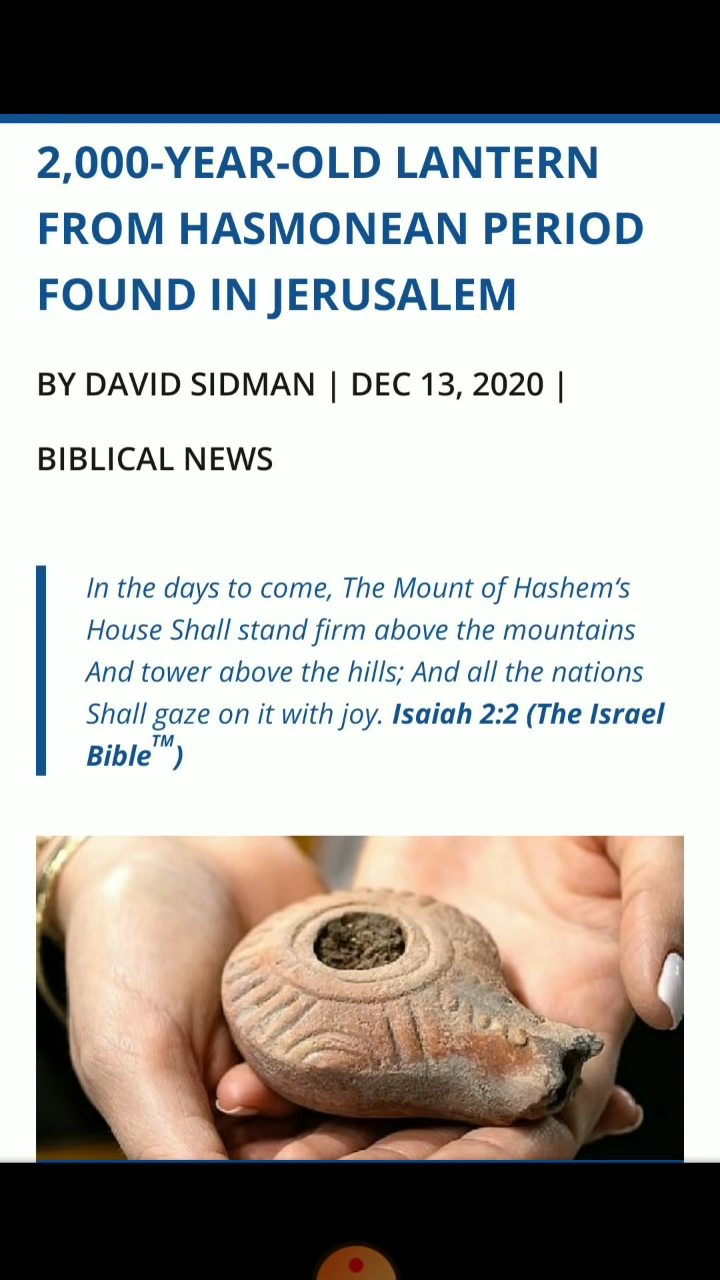 2,000-YEAR-OLD LANTERN
FROM HASMONEAN PERIOD
FOUND IN JERUSALEM
BY DAVID SIDMAN | DEC 13, 2020 |
BIBLICAL NEWS
In the days to come, The Mount of Hashem‘s
House Shall stand firm above the mountains
And tower above the hills; And all the nations
Shall gaze on it with joy. Isaiah 2:2 (The Israel
Bible™)